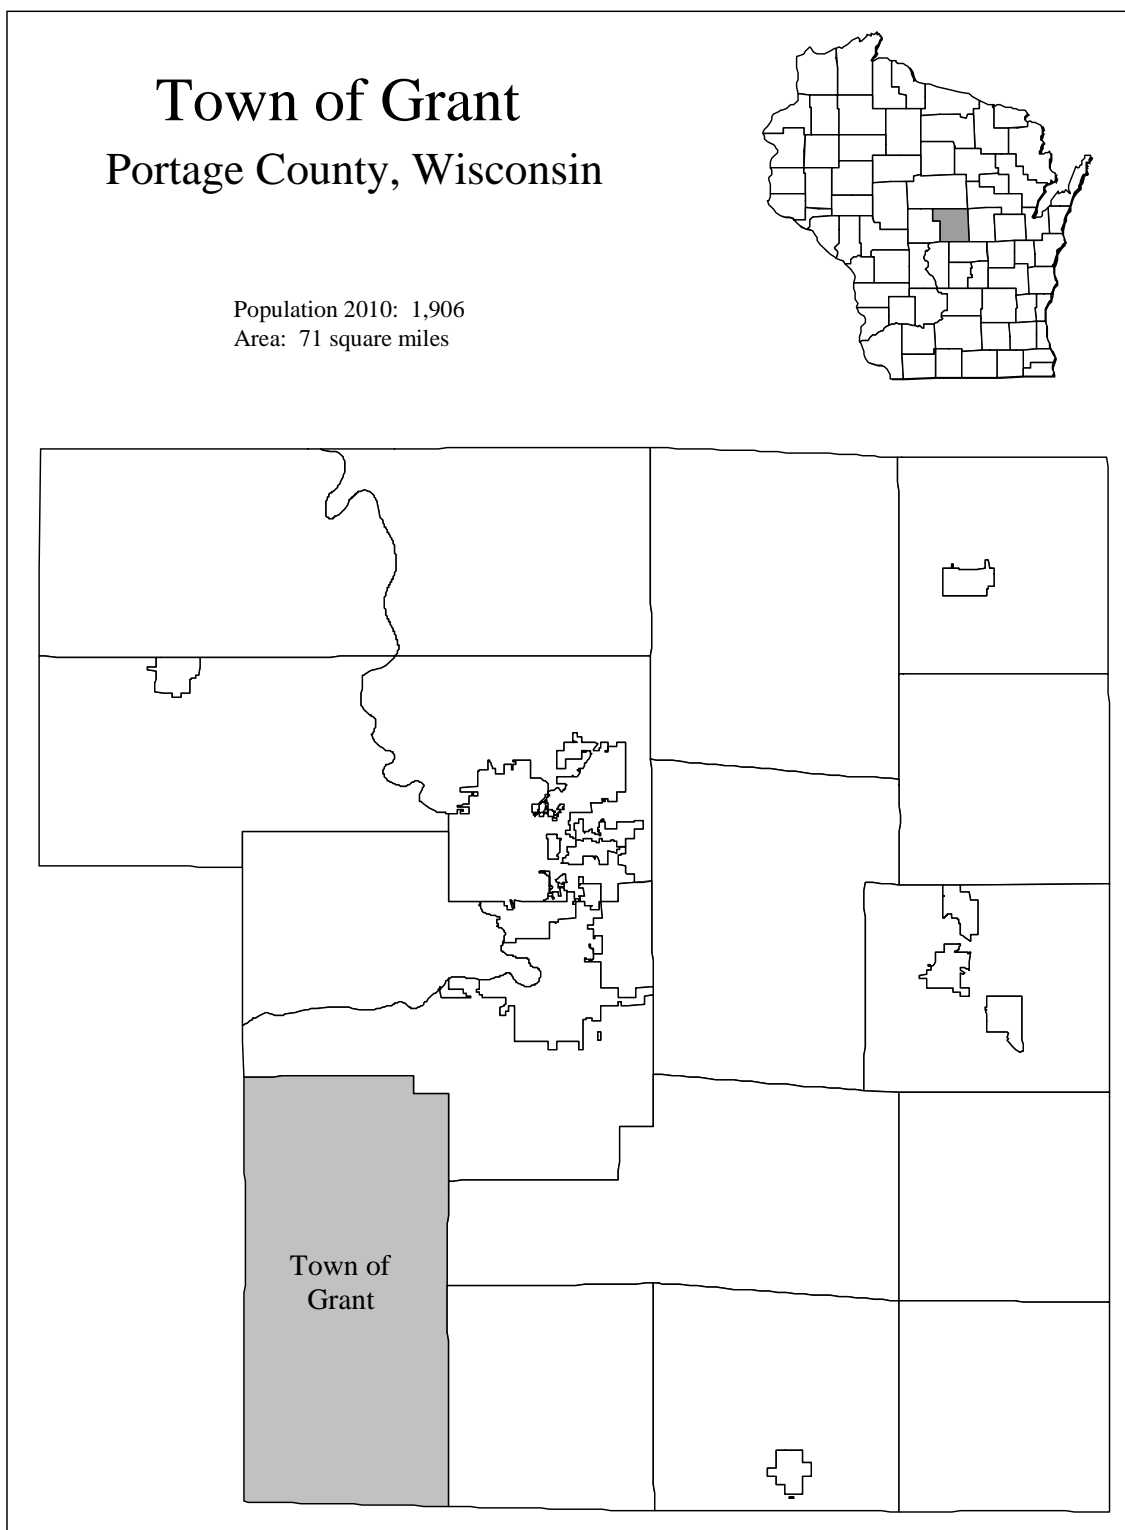 Town of Grant
Portage County, Wisconsin
Population 2010: 1,906
Area: 71 square miles
Town of
Grant